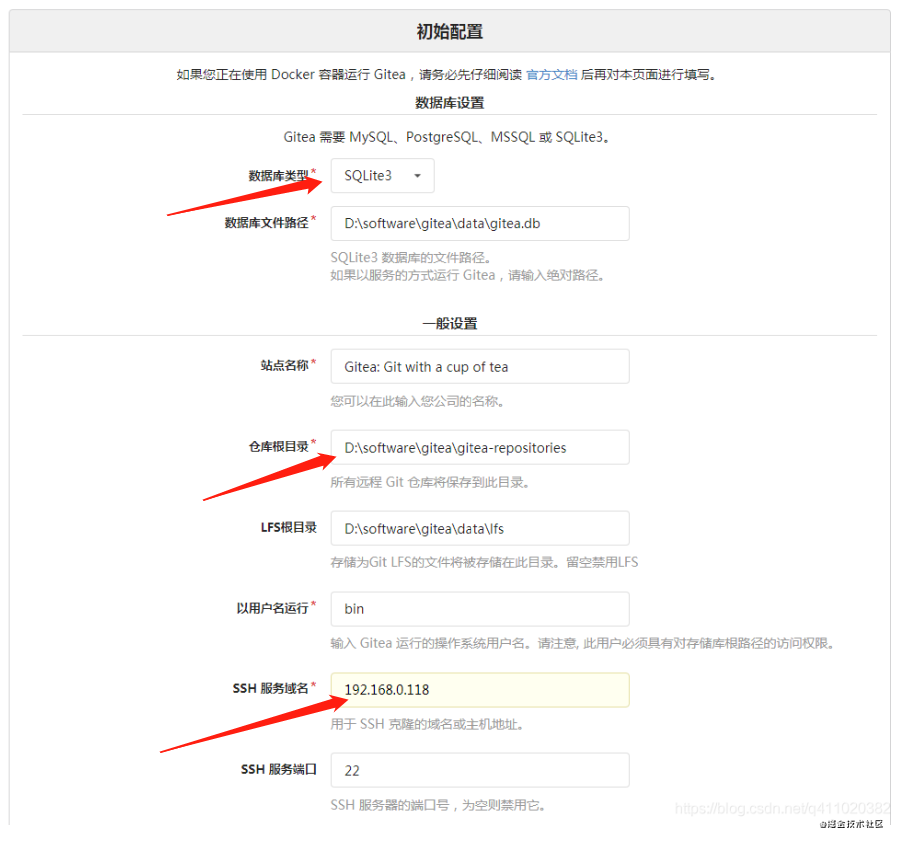 初始配置
如果您正在使用 Docker 容器运行 Gitea，请务必先仔细阅读 官方文档 后再对本页面进行填写。
数据库设置
Gitea 需要 MySQL、PostgreSQL、MSSQL 或 SQLite3。
数据库类型* SQLite3
数据库文件路径* D:\software\gitea\data\gitea.db
SQLite3 数据库的文件路径。
如果以服务的方式运行 Gitea，请输入绝对路径。
一般设置
站点名称* Gitea: Git with a cup of tea
您可以在此输入您公司的名称。
仓库根目录* D:\software\gitea\gitea-repositories
所有远程 Git 仓库将保存到此目录。
LFS根目录 D:\software\gitea\data\lfs
存储为Git LFS的文件将被存储在此目录。留空禁用LFS
以用户名运行* bin
输入 Gitea 运行的操作系统用户名。请注意, 此用户必须具有对存储库根路径的访问权限。
SSH 服务域名* 192.168.0.118
用于 SSH 克隆的域名或主机地址。
SSH 服务端口 22
SSH 服务器的端口号，为空则禁用它。
https://blog.csdn.net/q411020382
@掘金技术社区